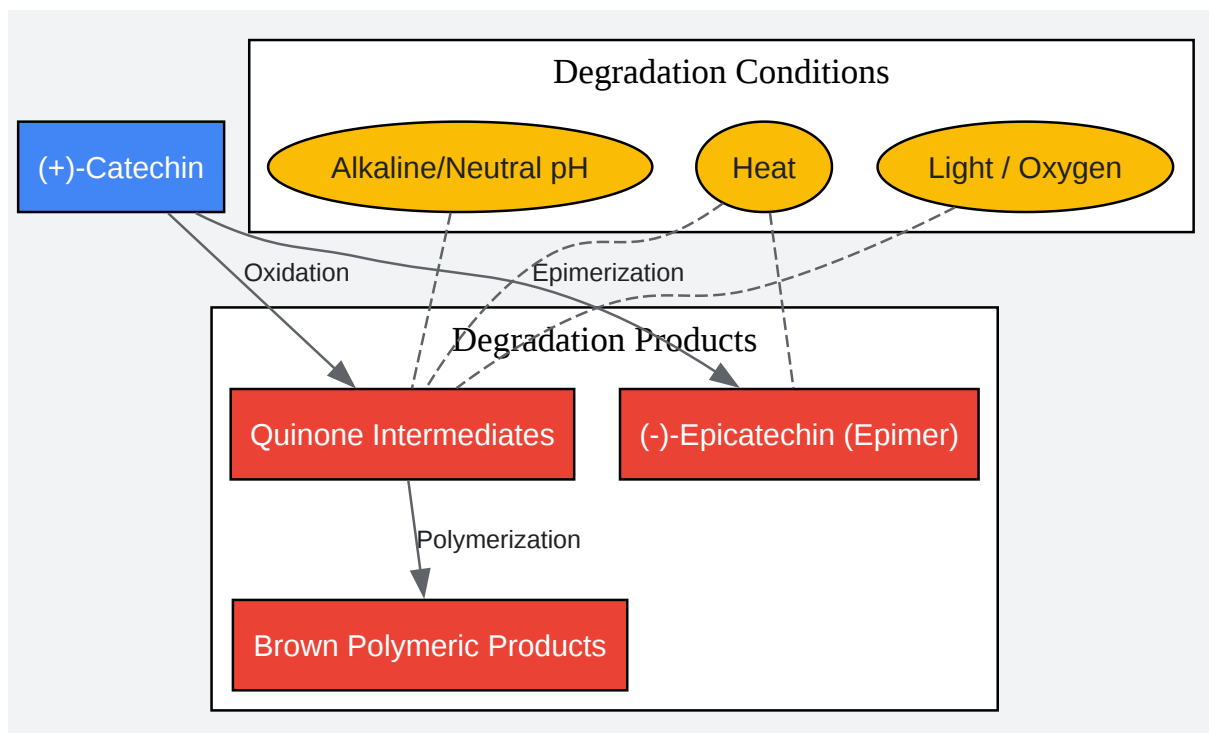 Degradation Conditions
(+)-Catechin
Alkaline/Neutral pH
Heat
Light / Oxygen
Oxidation
Epimerization
Degradation Products
Quinone Intermediates
(-)-Epicatechin (Epimer)
Polymerization
Brown Polymeric Products